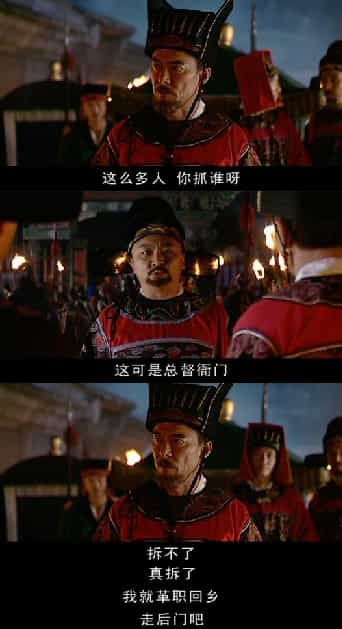 这么多人 你抓谁呀
这可是总督衙门
拆不了
真拆了
我就革职回乡
走后门吧